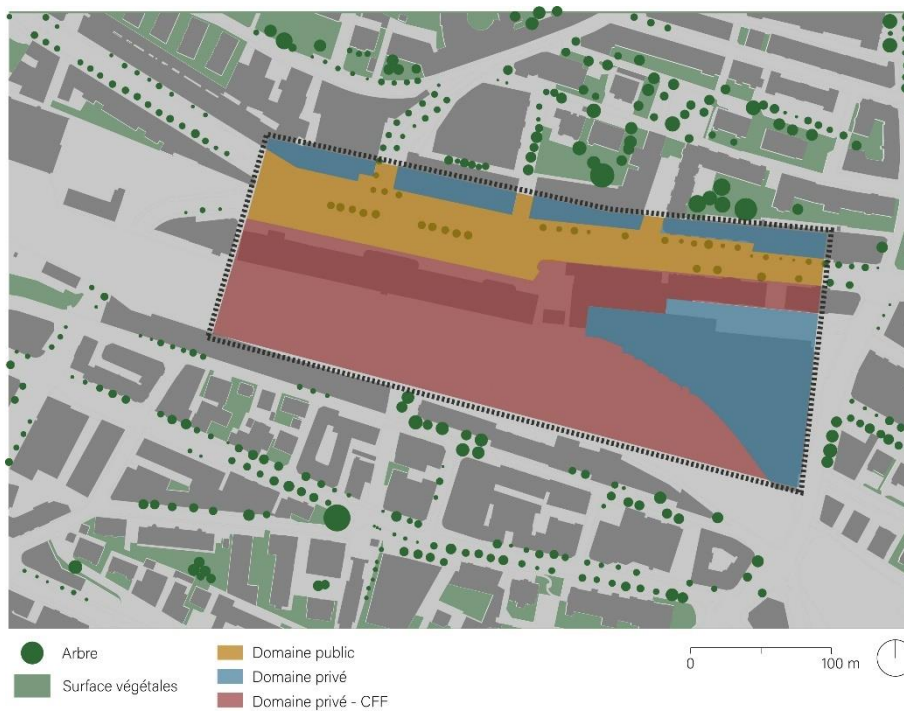 Arbre
Surface végétales
Domaine public
Domaine privé
Domaine privé - CFF
0
100 m